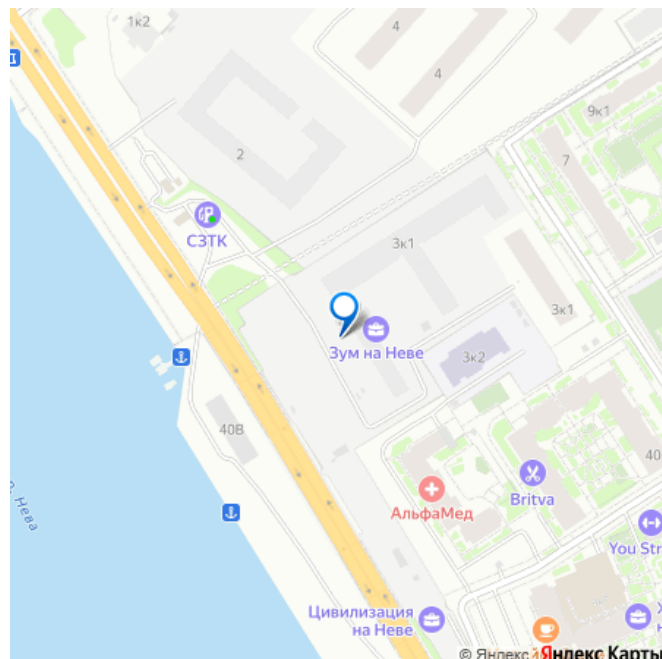 1к2
4
4
9к1
7
2
СЗТК
3к1
3к1
Зум на Неве
3к2
40В
р. Нева
АльфаМед
Britva
40
You Str
Цивилизация
на Неве
Х
н
© Яндекс
Яндекс Карты